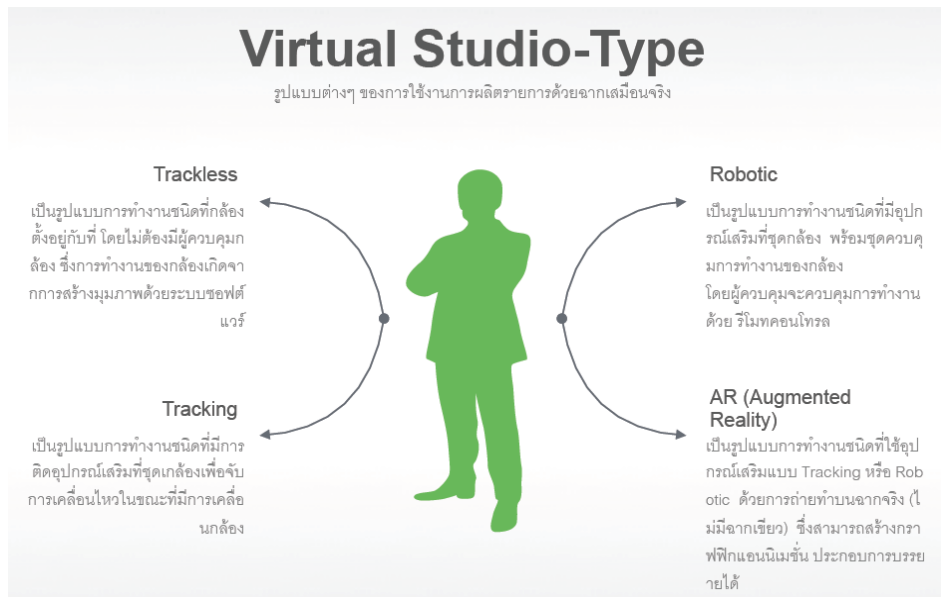 Virtual Studio-Type
รูปแบบต่างๆ ของการใช้งานการผลิตรายการด้วยฉากเสมือนจริง
Trackless
เป็นรูปแบบการทำงานชนิดที่กล้อง
ตั้งอยู่กับที่ โดยไม่ต้องมีผู้ควบคุมก
ล้อง ซึ่งการทำงานของกล้องเกิดจา
กการสร้างมุมภาพด้วยระบบซอฟต์
แวร์
Tracking
เป็นรูปแบบการทำงานชนิดที่มีการ
ติดอุปกรณ์เสริมที่ชุดเกล้องเพื่อจับ
การเคลื่อนไหวในขณะที่มีการเคลื่อ
นกล้อง
Robotic
เป็นรูปแบบการทำงานชนิดที่มีอุปก
รณ์เสริมที่ชุดกล้อง พร้อมชุดควบคุ
มการทำงานของกล้อง
โดยผู้ควบคุมจะควบคุมการทำงาน
ด้วย รีโมทคอนโทรล
AR (Augmented
Reality)
เป็นรูปแบบการทำงานชนิดที่ใช้อุป
กรณ์เสริมแบบ Tracking หรือ Rob
otic ด้วยการถ่ายทำบนฉากจริง (ไ
ม่มีฉากเขียว) ซึ่งสามารถสร้างกรา
ฟฟิกแอนนิเมชั่น ประกอบการบรรย
ายได้